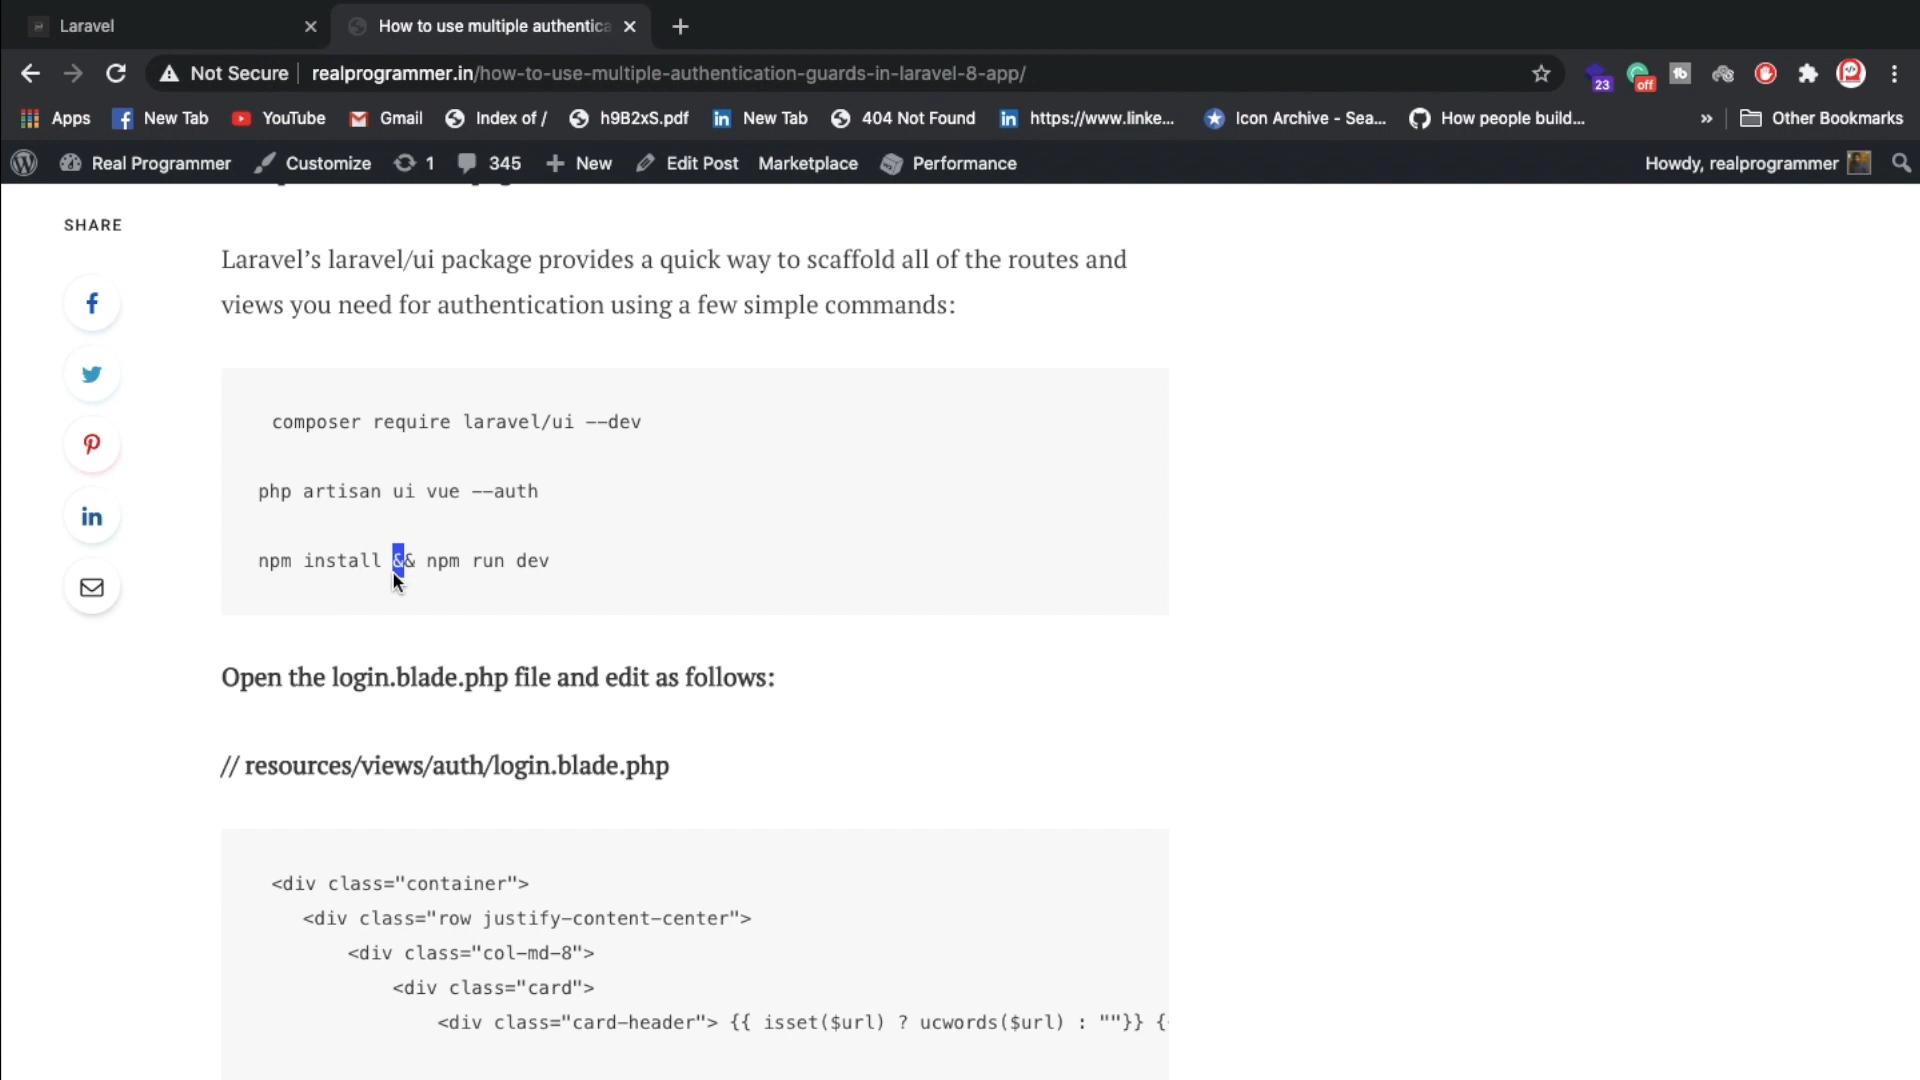 Laravel
How to use multiple authentica
Not Secure
realprogrammer.in/how-to-use-multiple-authentication-guards-in-laravel-8-app/
23
off
Apps
New Tab
YouTube
Gmail
Index of /
h9B2xS.pdf
New Tab
404 Not Found
https://www.linke...
Icon Archive - Sea...
How people build...
»
Other Bookmarks
Real Programmer
Customize
1
345
New
Edit Post
Marketplace
Performance
Howdy, realprogrammer
SHARE
Laravel’s laravel/ui package provides a quick way to scaffold all of the routes and
views you need for authentication using a few simple commands:
composer require laravel/ui --dev
php artisan ui vue --auth
npm install && npm run dev
Open the login.blade.php file and edit as follows:
// resources/views/auth/login.blade.php
<div class="container">
<div class="row justify-content-center">
<div class="col-md-8">
<div class="card">
<div class="card-header"> {{ isset($url) ? ucwords($url) : ""}} {